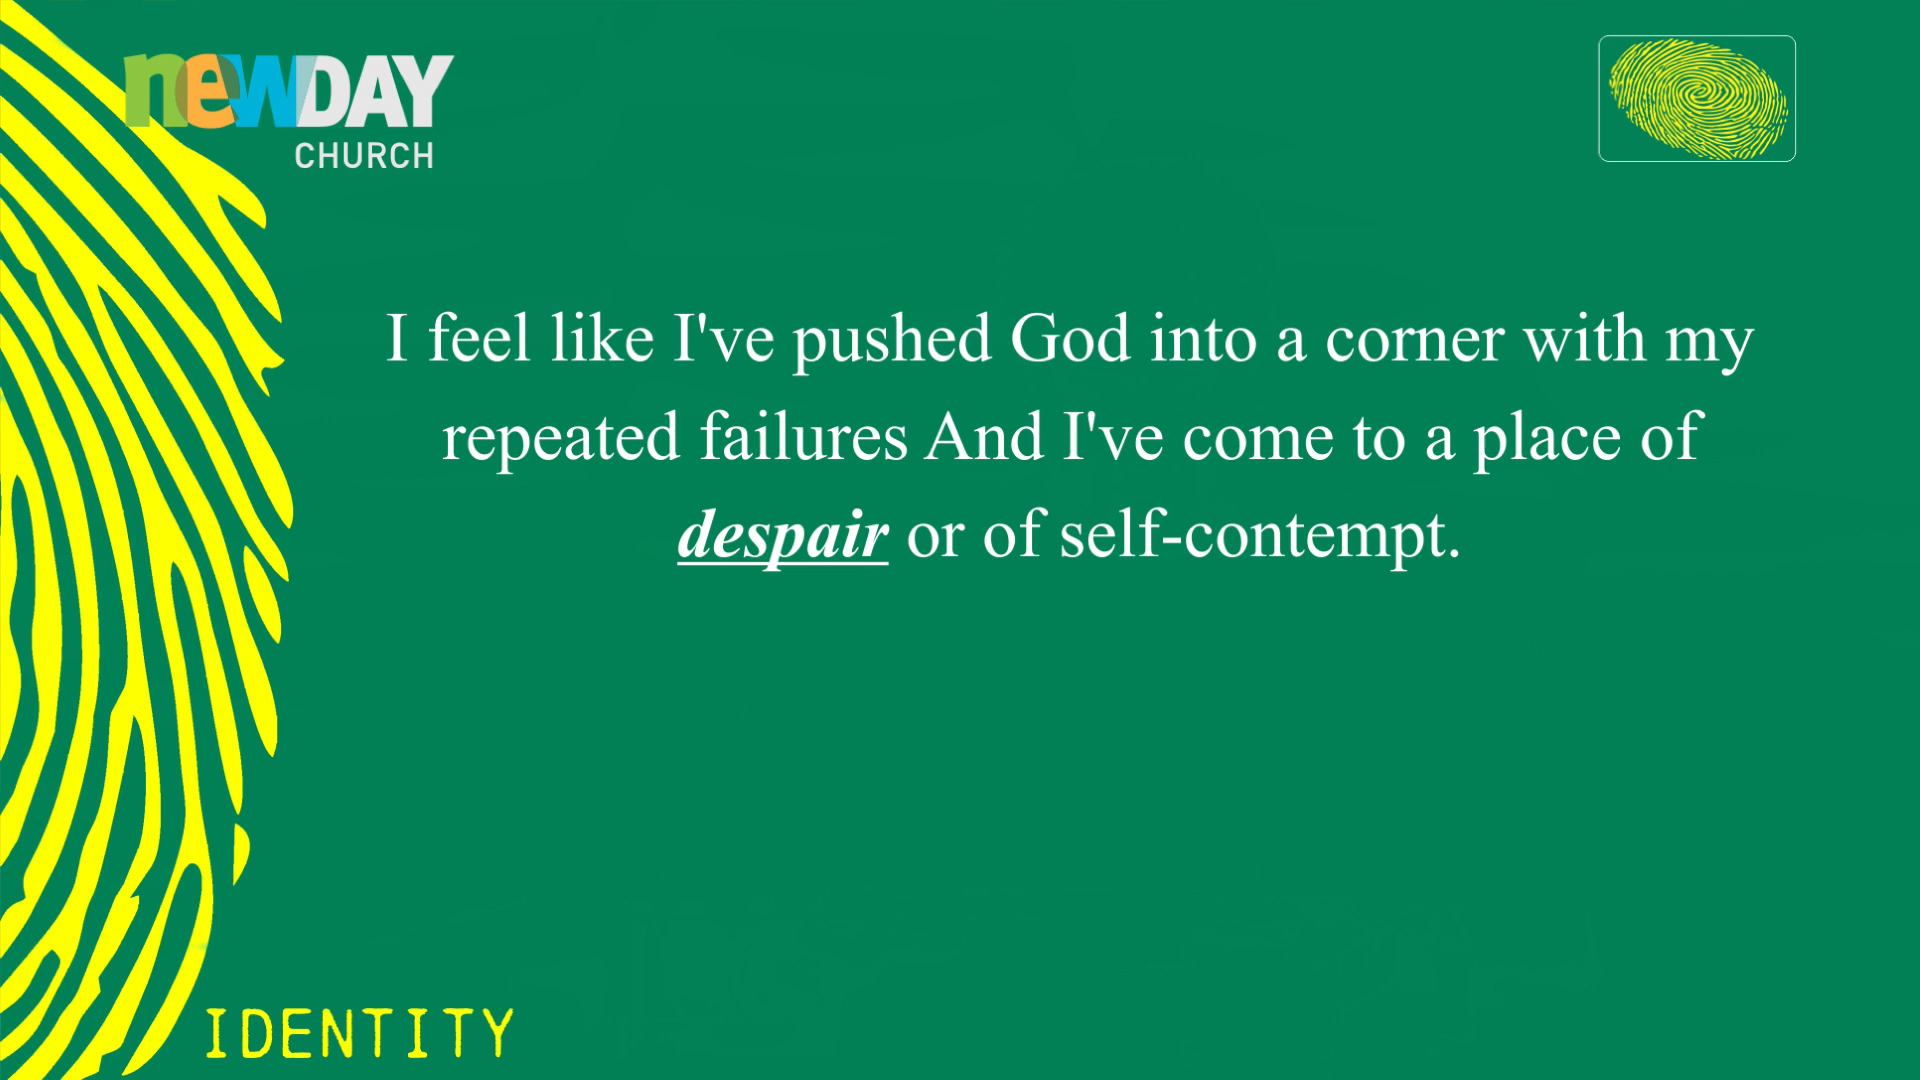 newDAY
CHURCH
I feel like I've pushed God into a corner with my
repeated failures And I've come to a place of
despair or of self-contempt.
IDENTITY